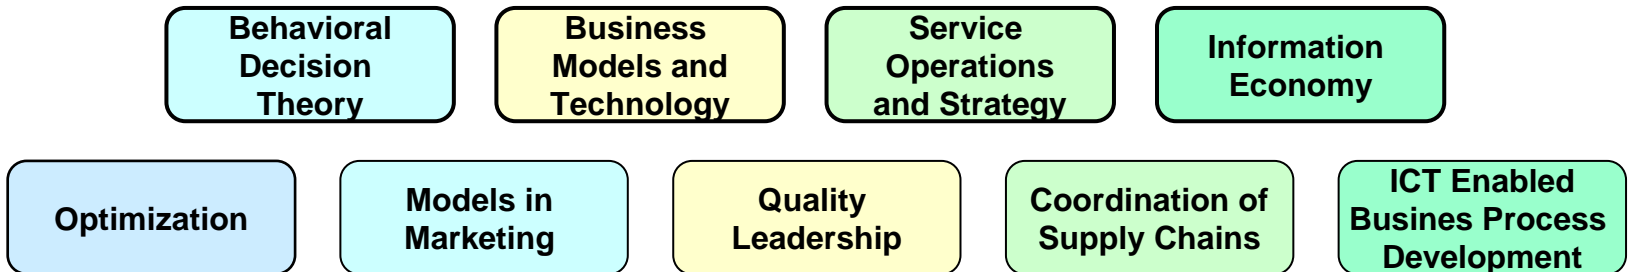 Behavioral
Decision
Theory
Business
Models and
Technology
Service
Operations
and Strategy
Information
Economy
Optimization
Models in
Marketing
Quality
Leadership
Coordination of
Supply Chains
ICT Enabled
Busines Process
Development